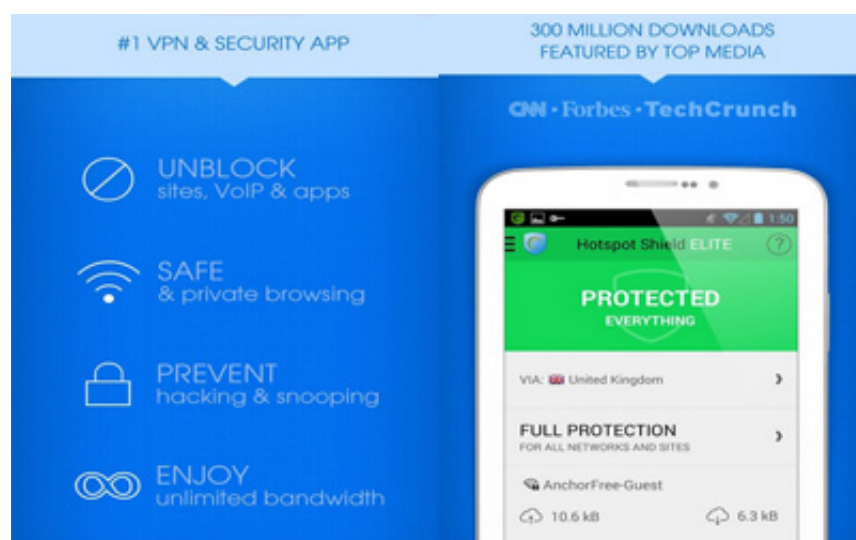 #1 VPN & SECURITY APP
UNBLOCK
sites, VoIP & apps
SAFE
& private browsing
PREVENT
hacking & snooping
ENJOY
unlimited bandwidth
300 MILLION DOWNLOADS
FEATURED BY TOP MEDIA
CNN • Forbes • TechCrunch
1:50
Hotspot Shield ELITE
?
PROTECTED
EVERYTHING
VIA: United Kingdom
FULL PROTECTION
FOR ALL NETWORKS AND SITES
AnchorFree-Guest
10.6 kB 6.3 kB